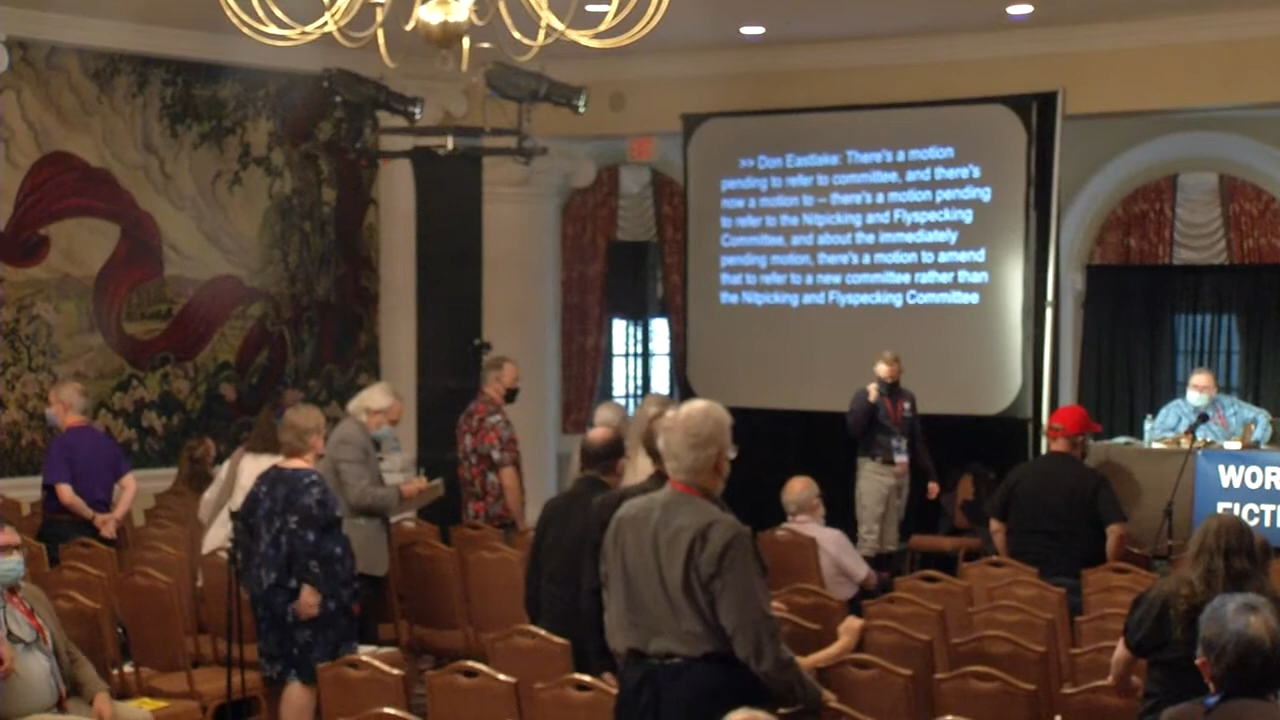 EXIT
>> Don Eastlake: There's a motion
pending to refer to committee, and there's
now a motion to -- there's a motion pending
to refer to the Nitpicking and Flyspecking
Committee, and about the immediately
pending motion, there's a motion to amend
that to refer to a new committee rather than
the Nitpicking and Flyspecking Committee
WOR
FICTI